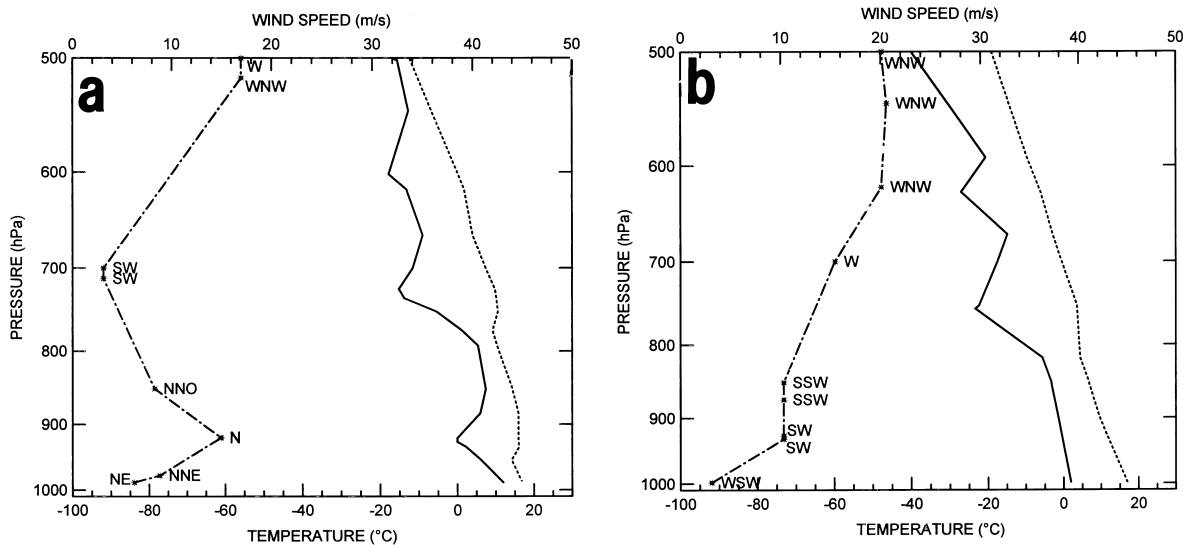 WIND SPEED (m/s)
0 10 20 30 40 50
a
500
600
700
800
900
1000
PRESSURE (hPa)
W
WNW
SW
SW
NNO
N
NNE
NE
-100 -80 -60 -40 -20 0 20
TEMPERATURE (°C)
WIND SPEED (m/s)
0 10 20 30 40 50
b
500
600
700
800
900
1000
PRESSURE (hPa)
WNW
WNW
WNW
W
SSW
SSW
SW
SW
WSW
-100 -80 -60 -40 -20 0 20
TEMPERATURE (°C)